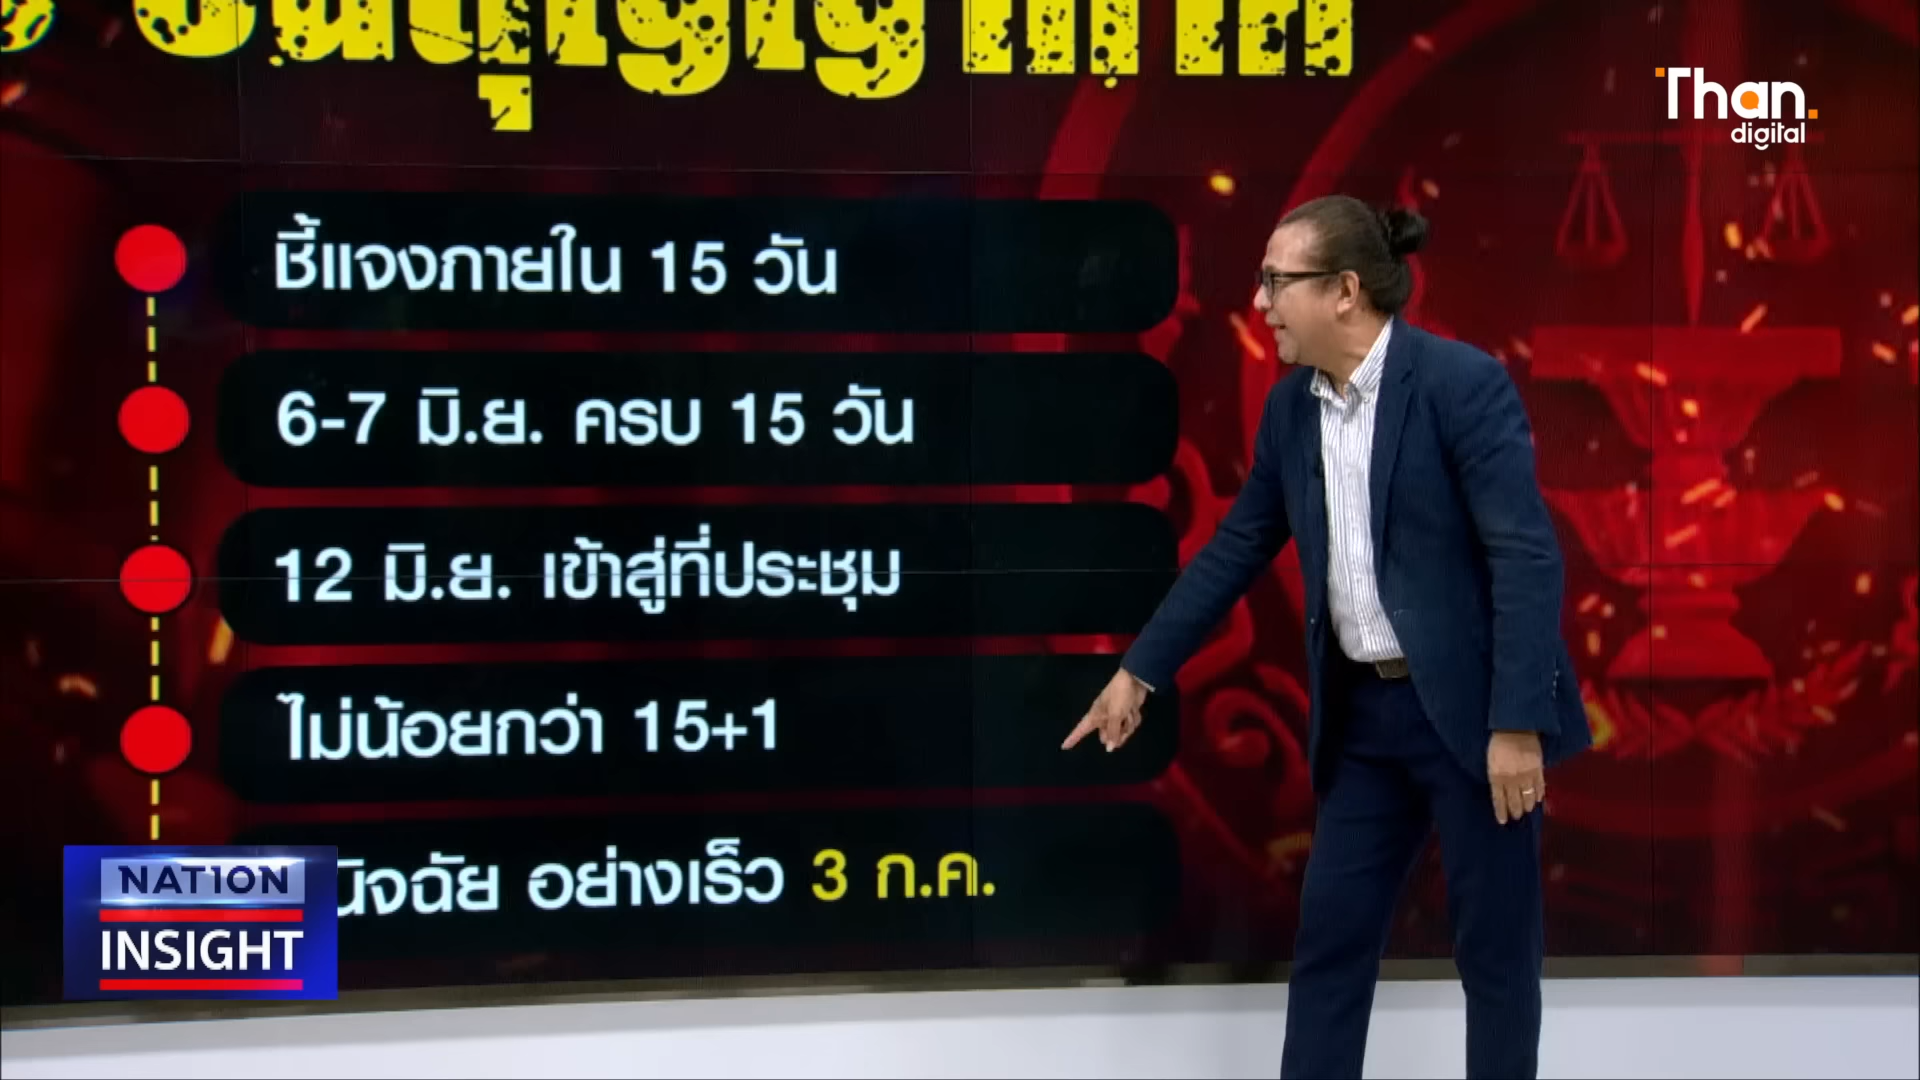 Than.
digital
ชี้แจงภายใน 15 วัน
6-7 มิ.ย. ครบ 15 วัน
12 มิ.ย. เข้าสู่ที่ประชุม
ไม่น้อยกว่า 15+1
นิจฉัย อย่างเร็ว 3 ก.ค.
NATION
INSIGHT